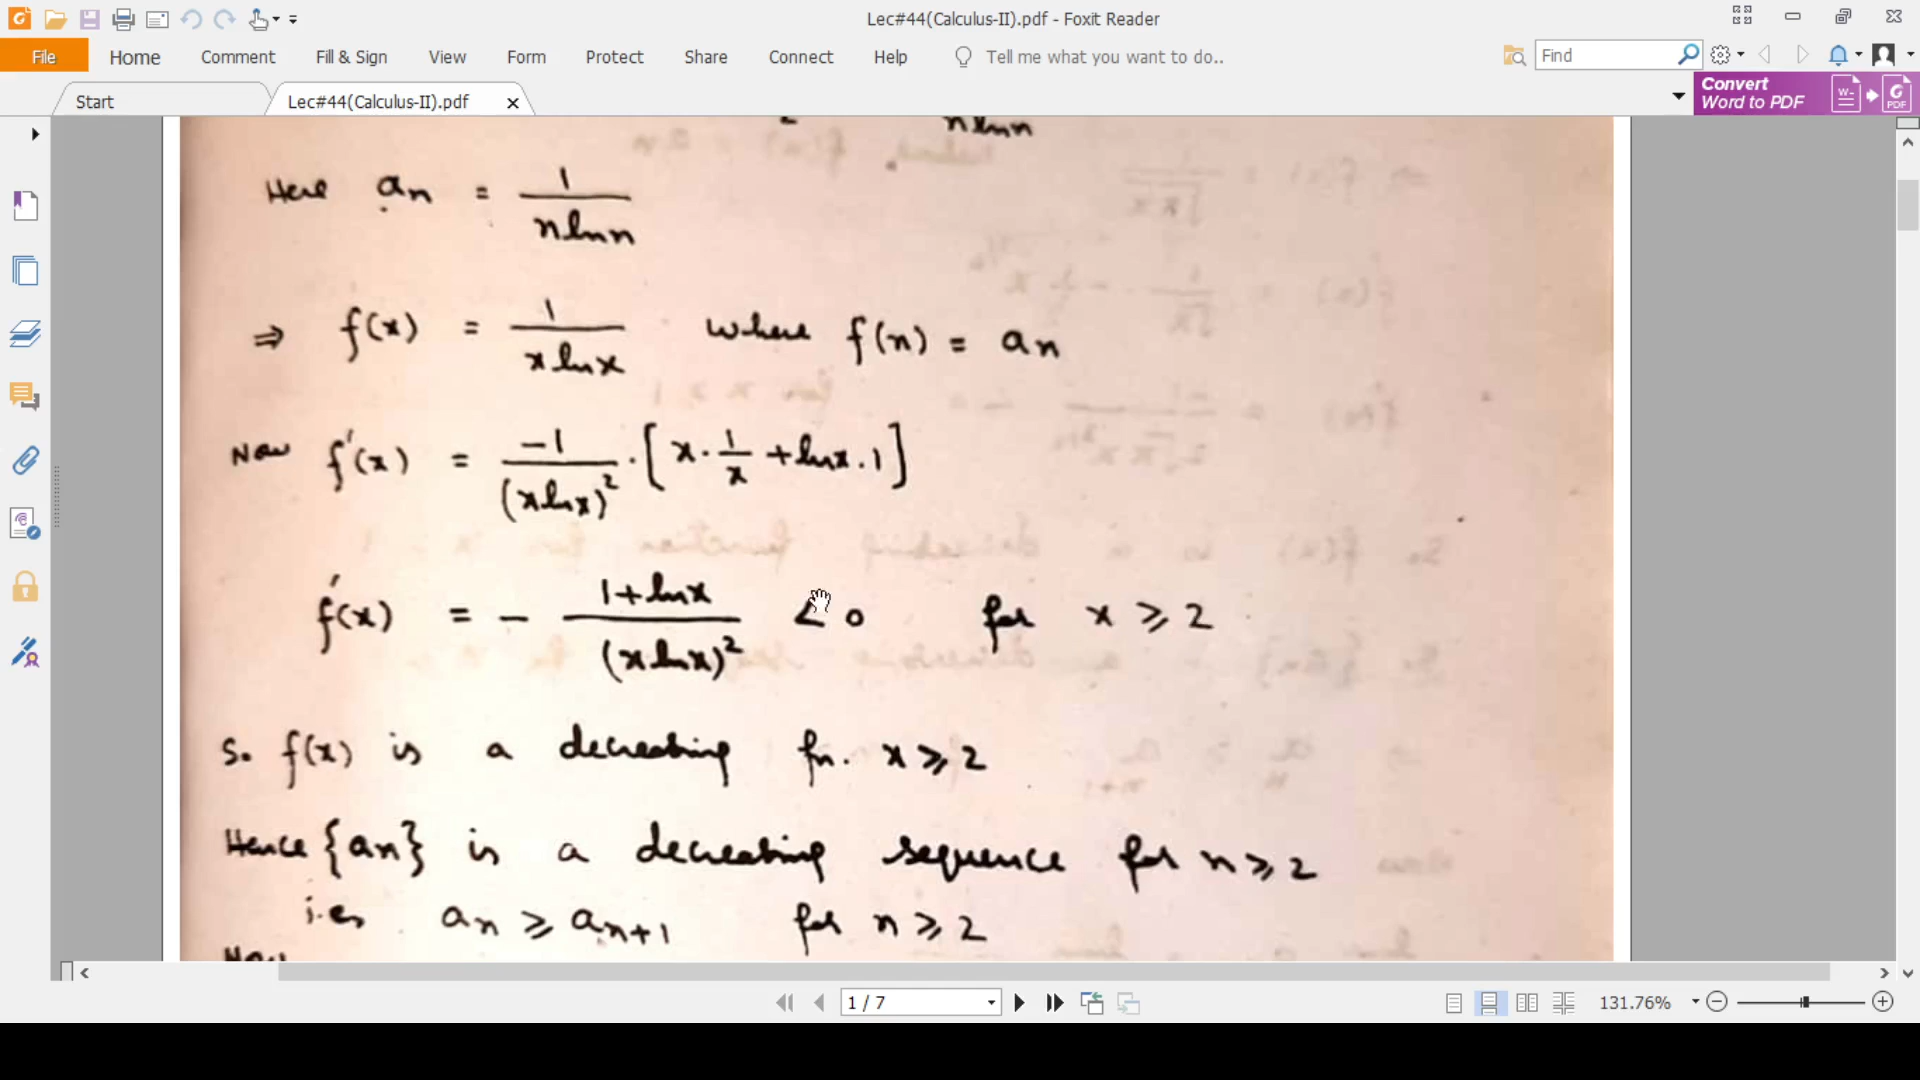 Lec#44(Calculus-II).pdf - Foxit Reader
File Home Comment Fill & Sign View Form Protect Share Connect Help Tell me what you want to do.. Find
Start Lec#44(Calculus-II).pdf
Convert
Word to PDF
n ln n
Here an = 1/(n ln n)
⇒ f(x) = 1/(x ln x) where f(n) = an
Now f'(x) = -1/(x ln x)² · [x · 1/x + ln x · 1]
f'(x) = - (1 + ln x)/(x ln x)² < 0 for x ⩾ 2
So f(x) is a decreasing fn. x ⩾ 2
Hence {an} is a decreasing sequence for n ⩾ 2
i.e, an ⩾ an+1 for n ⩾ 2
Now
1 / 7
131.76%